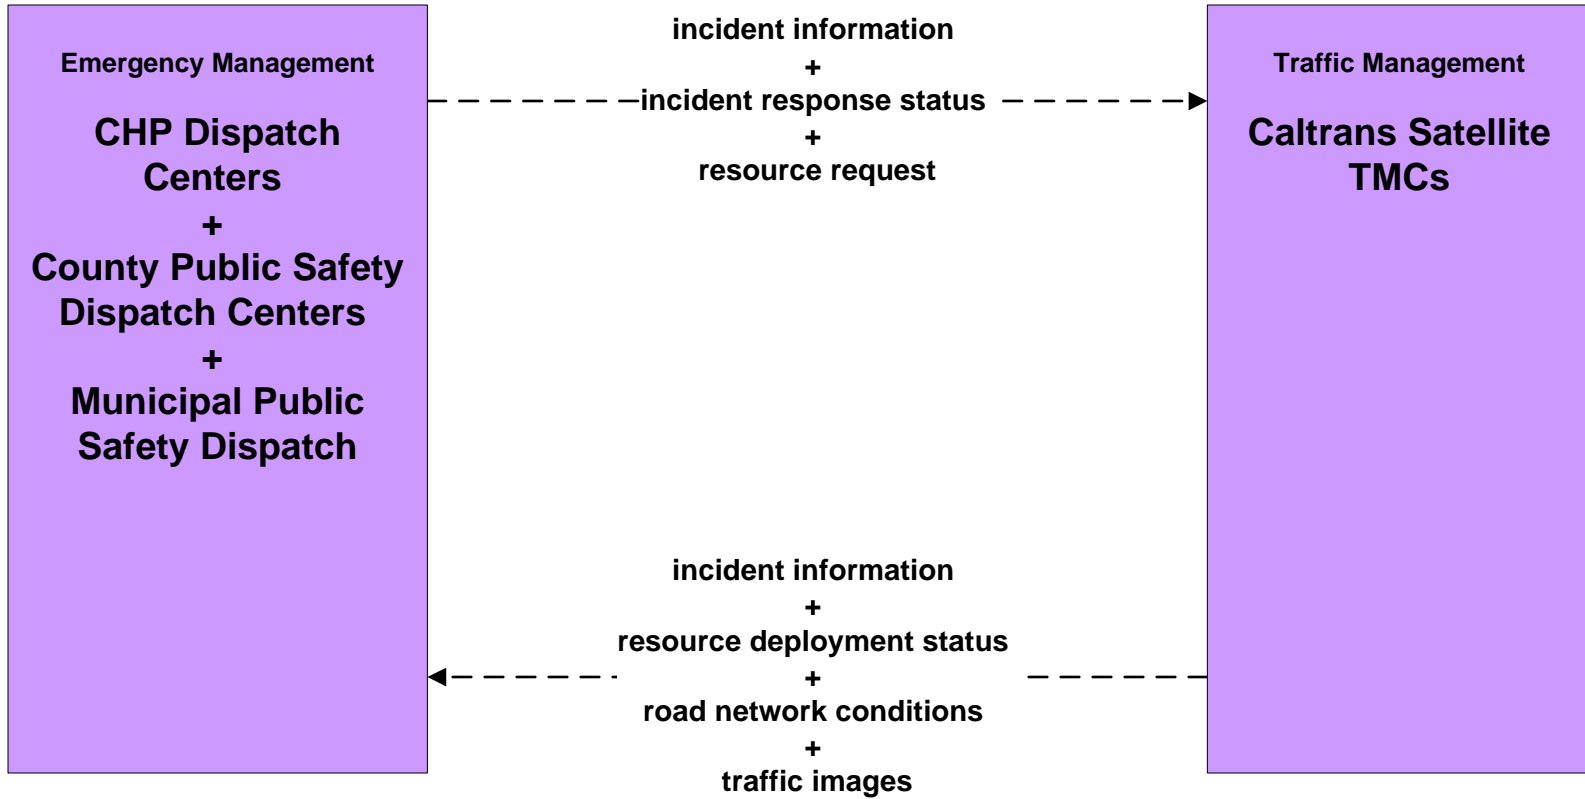 Emergency Management
CHP Dispatch
Centers
+
County Public Safety
Dispatch Centers
+
Municipal Public
Safety Dispatch
incident information
+
incident response status
+
resource request
Traffic Management
Caltrans Satellite
TMCs
incident information
+
resource deployment status
+
road network conditions
+
traffic images